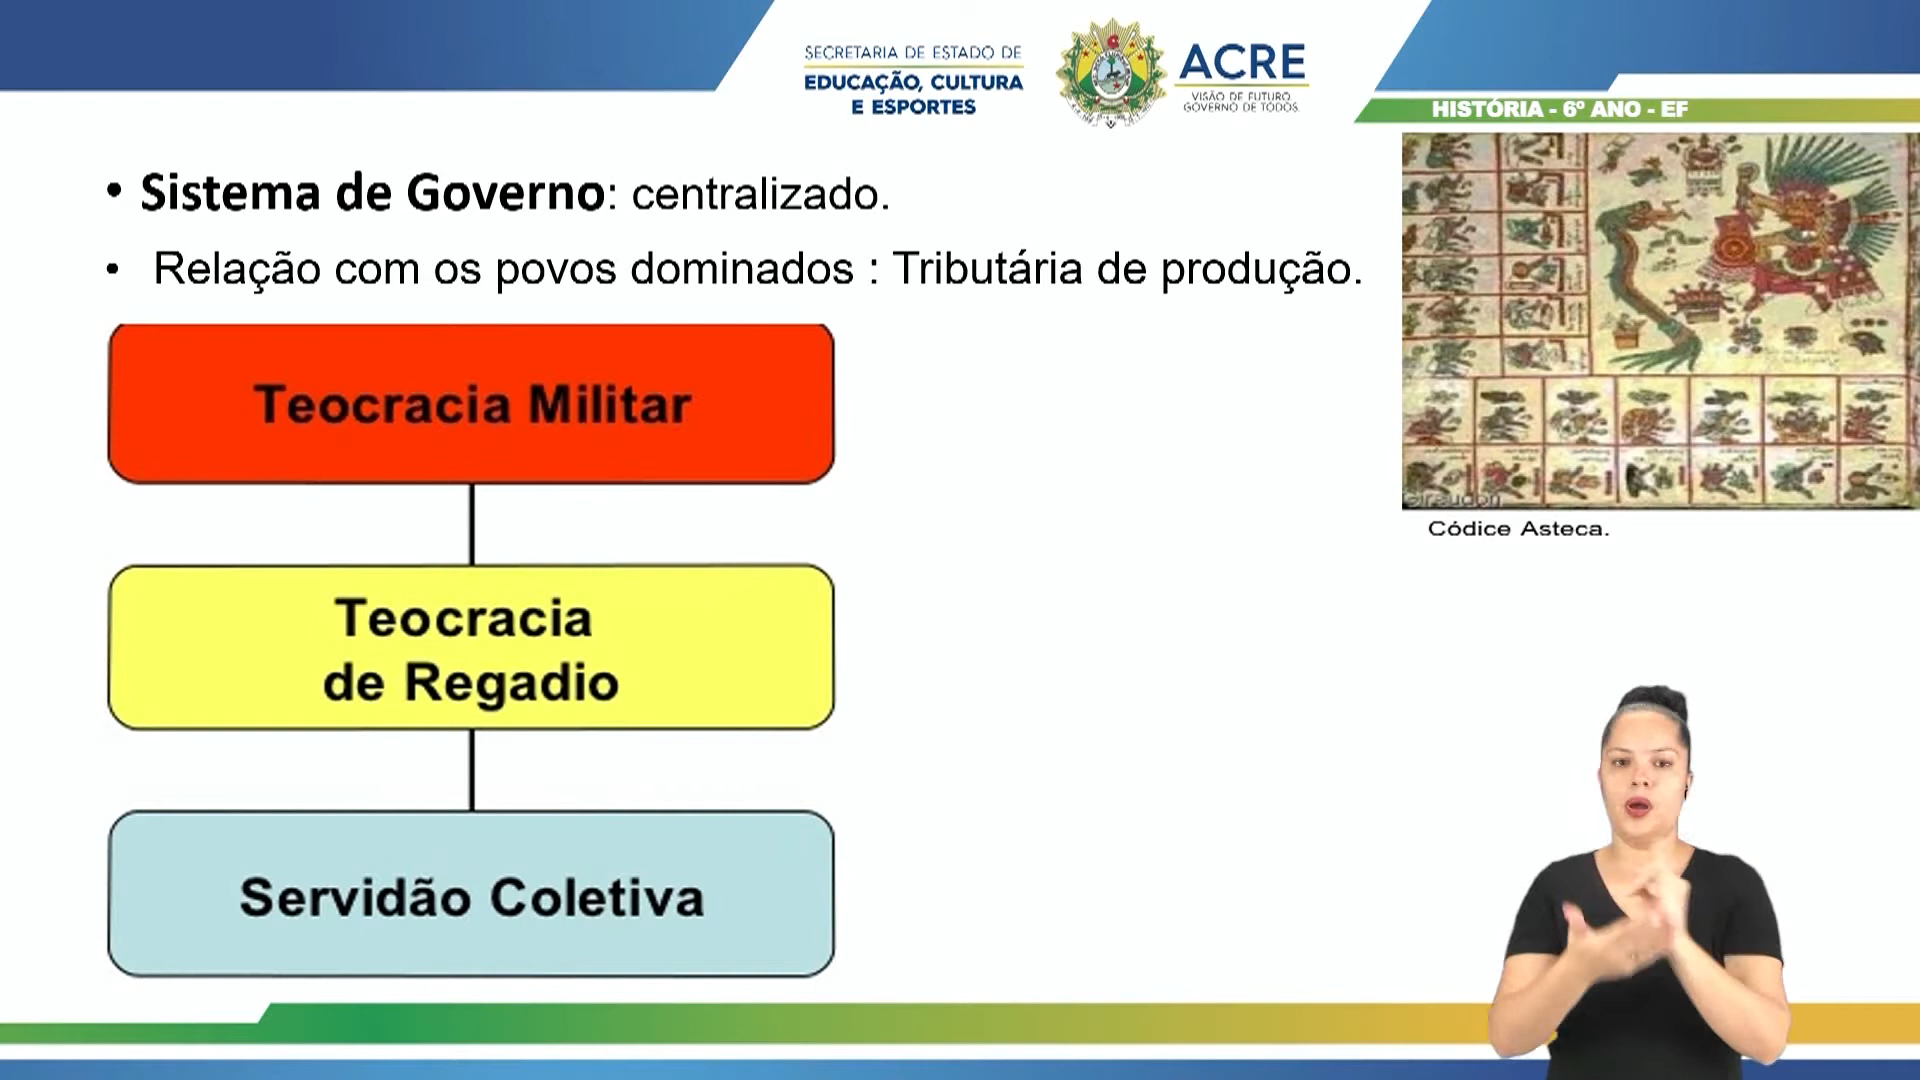 SECRETARIA DE ESTADO DE
EDUCAÇÃO, CULTURA
E ESPORTES
ACRE
VISÃO DE FUTURO
GOVERNO DE TODOS
HISTÓRIA - 6º ANO - EF
• Sistema de Governo: centralizado.
• Relação com os povos dominados : Tributária de produção.
Teocracia Militar
Teocracia
de Regadio
Servidão Coletiva
Giraudon
Códice Asteca.